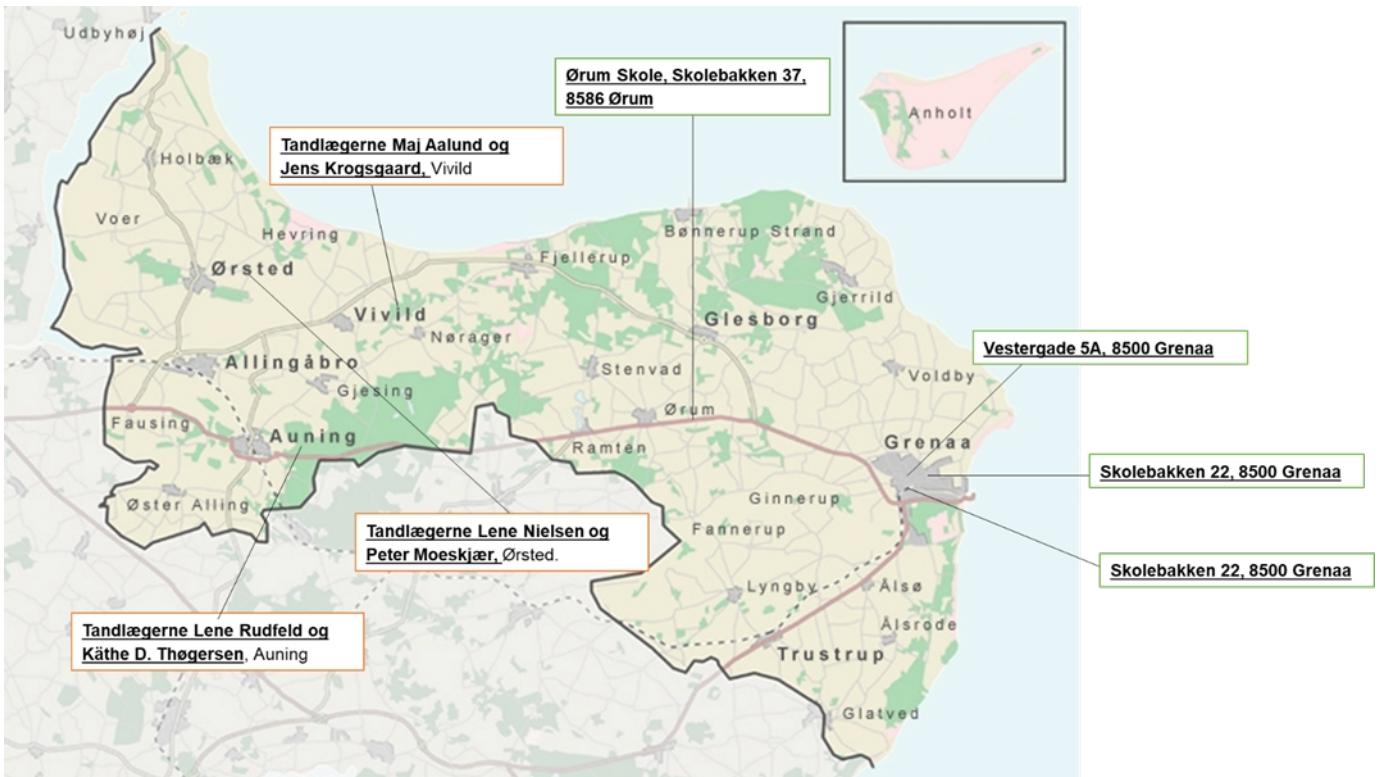 Udbyhøj
Ørum Skole, Skolebakken 37,
8586 Ørum
Anholt
Tandlægerne Maj Aalund og
Jens Krogsgaard, Vivild
Holbæk
Voer
Hevring
Bønnerup Strand
Fjellerup
Ørsted
Gjerrild
Vivild
Nørager
Glesborg
Vestergade 5A, 8500 Grenaa
Allingåbro
Stenvad
Voldby
Gjesing
Fausing
Ørum
Auning
Ramten
Grenaa
Skolebakken 22, 8500 Grenaa
Øster Alling
Ginnerup
Fannerup
Tandlægerne Lene Nielsen og
Peter Moeskjær, Ørsted.
Skolebakken 22, 8500 Grenaa
Lyngby
Ålsø
Tandlægerne Lene Rudfeld og
Käthe D. Thøgersen, Auning
Ålsrode
Trustrup
Glatved